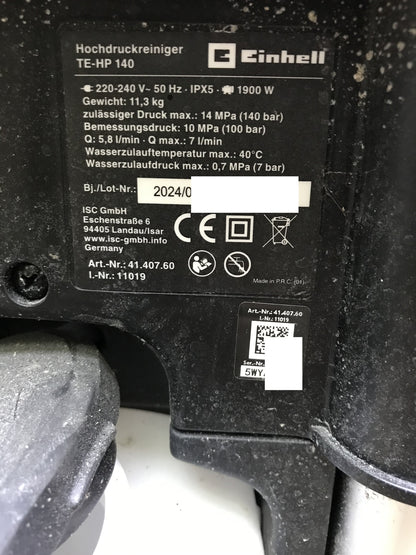 Hochdruckreiniger
TE-HP 140
Einhell
220-240 V~ 50 Hz · IPX5 · 1900 W
Gewicht: 11,3 kg
zulässiger Druck max.: 14 MPa (140 bar)
Bemessungsdruck: 10 MPa (100 bar)
Q: 5,8 l/min · Q max.: 7 l/min
Wasserzulauftemperatur max.: 40°C
Wasserzulaufdruck max.: 0,7 MPa (7 bar)
Bj./Lot-Nr.: 2024/0
ISC GmbH
Eschenstraße 6
94405 Landau/Isar
www.isc-gmbh.info
Germany
CE
Art.-Nr.: 41.407.60
I.-Nr.: 11019
Made in P.R.C. (01)
Art.-Nr.: 41.407.60
I.-Nr.: 11019
Ser.-Nr.
5WY